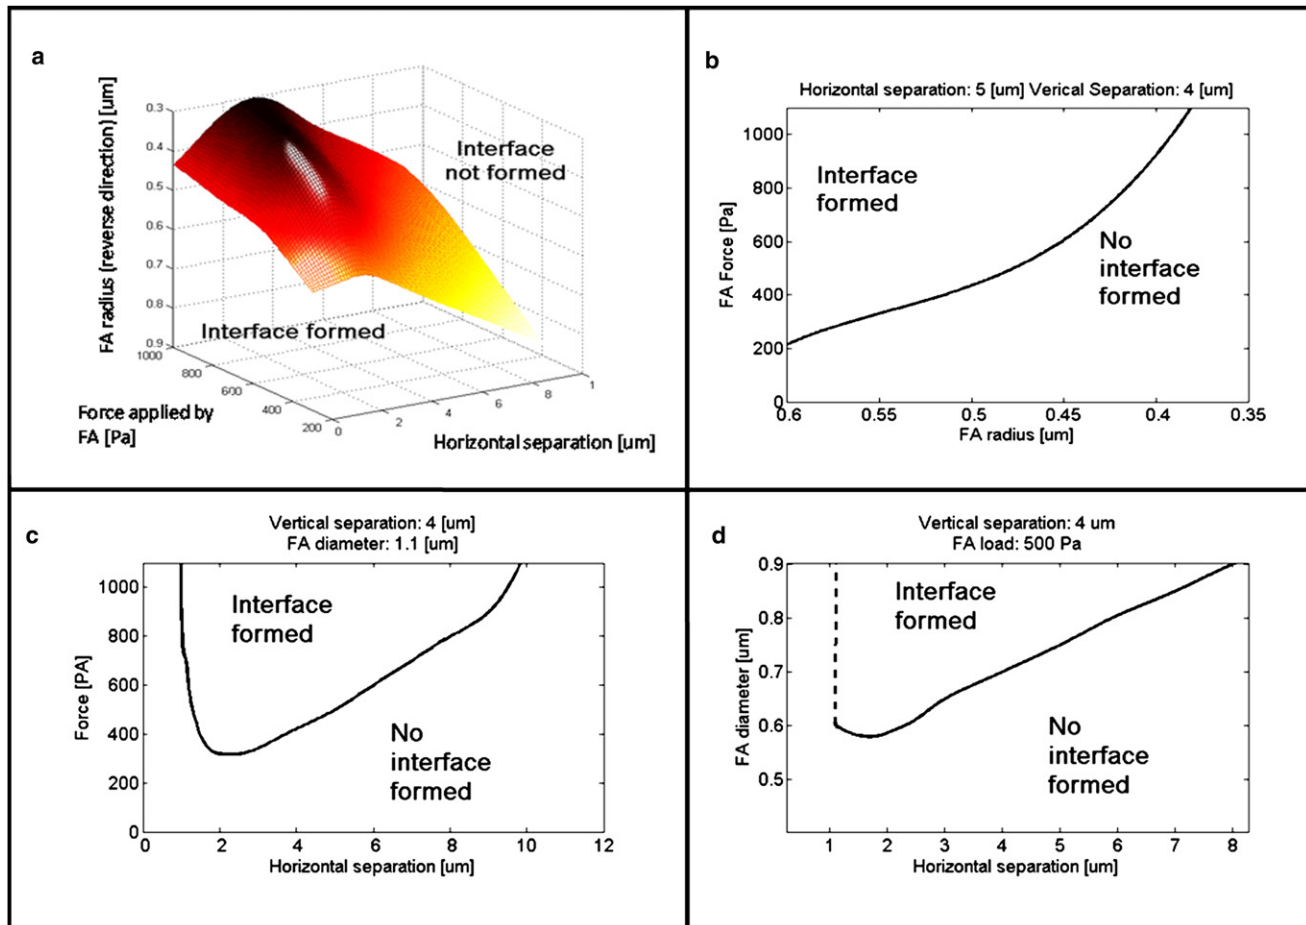 a
FA radius (reverse direction) [um]
0.3
0.4
0.5
0.6
0.7
0.8
0.9
Interface
not formed
Interface formed
1000
800
600
400
200
0
2
4
6
8
1
Force applied by
FA [Pa]
Horizontal separation [um]
b
Horizontal separation: 5 [um] Verical Separation: 4 [um]
FA Force [Pa]
1000
800
600
400
200
0
Interface
formed
No
interface
formed
0.6
0.55
0.5
0.45
0.4
0.35
FA radius [um]
c
Vertical separation: 4 [um]
FA diameter: 1.1 [um]
Force [PA]
1000
800
600
400
200
0
Interface
formed
No
interface
formed
0
2
4
6
8
10
12
Horizontal separation [um]
d
Vertical separation: 4 um
FA load: 500 Pa
FA diameter [um]
0.9
0.8
0.7
0.6
0.5
Interface
formed
No
interface
formed
1
2
3
4
5
6
7
8
Horizontal separation [um]